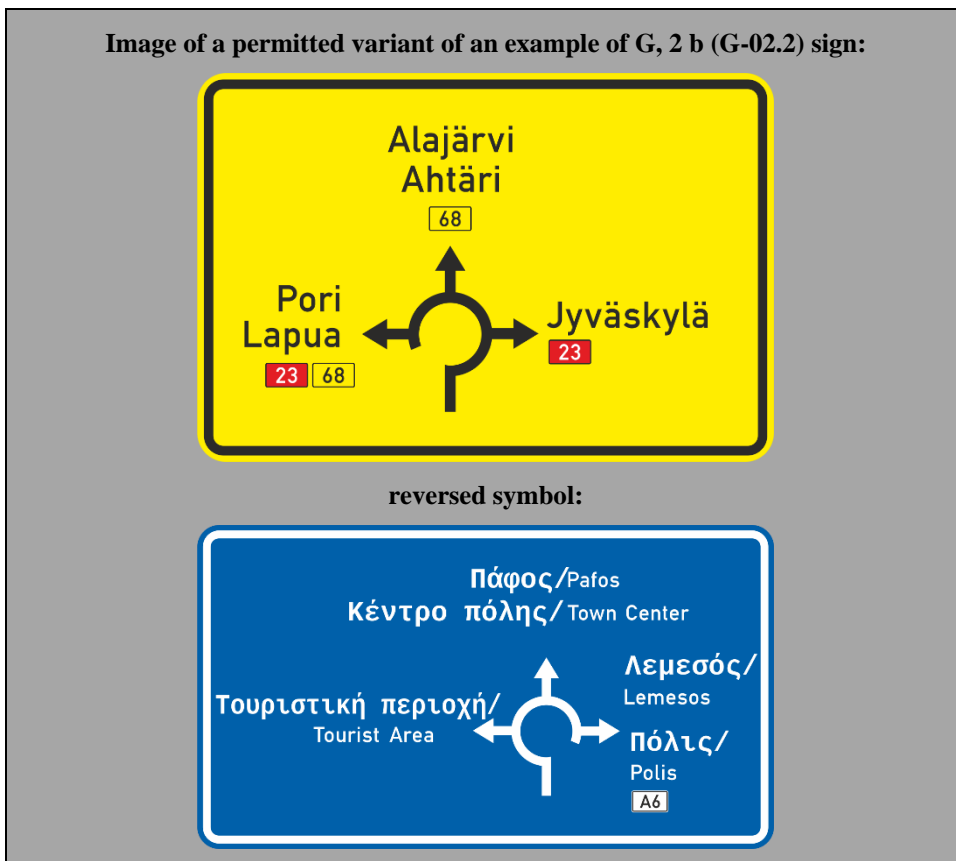 Image of a permitted variant of an example of G, 2 b (G-02.2) sign:
Alajärvi
Ahtäri
68
Pori
Lapua
23 68
Jyväskylä
23
reversed symbol:
Πάφος/Pafos
Κέντρο πόλης/Town Center
Τουριστική περιοχή/
Tourist Area
Λεμεσός/
Lemesos
Πόλις/
Polis
A6